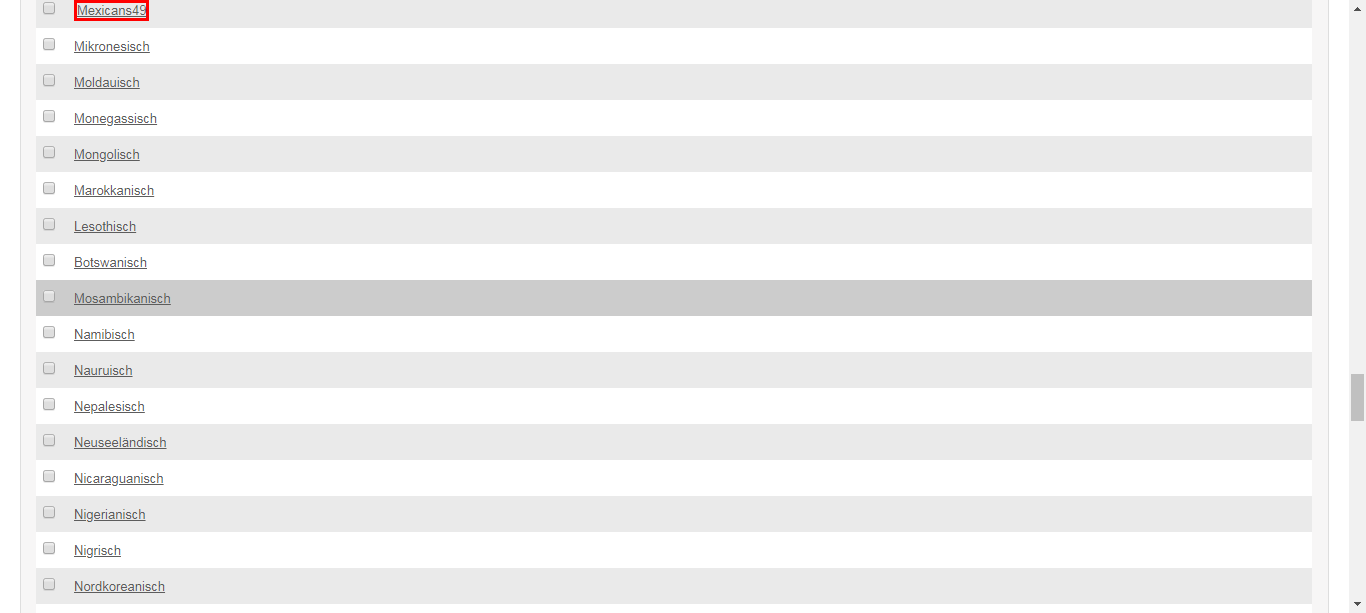 Mexicans49
Mikronesisch
Moldauisch
Monegassisch
Mongolisch
Marokkanisch
Lesothisch
Botswanisch
Mosambikanisch
Namibisch
Nauruisch
Nepalesisch
Neuseeländisch
Nicaraguanisch
Nigerianisch
Nigrisch
Nordkoreanisch